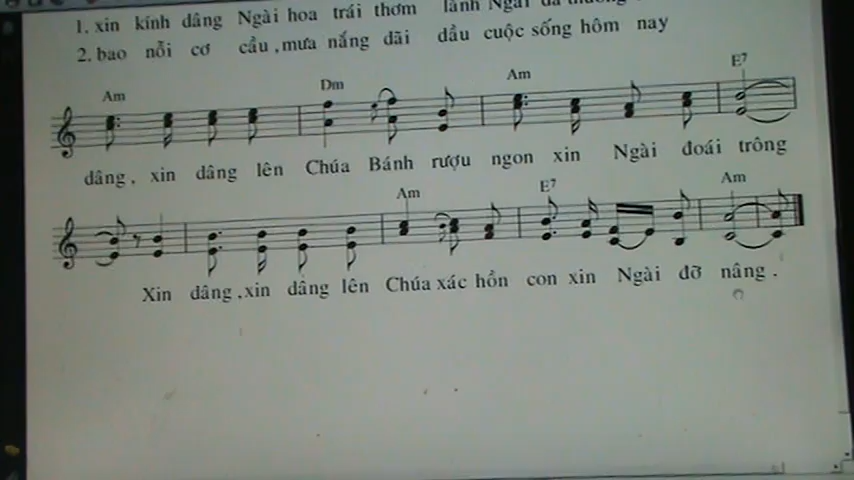 1. xin kính dâng Ngài hoa trái thơm lành Ngài
2. bao nỗi cơ cầu, mưa nắng dãi dầu cuộc sống hôm nay
Am Dm Am E7
dâng, xin dâng lên Chúa Bánh rượu ngon xin Ngài đoái trông
Am E7 Am
Xin dâng, xin dâng lên Chúa xác hồn con xin Ngài đỡ nâng.